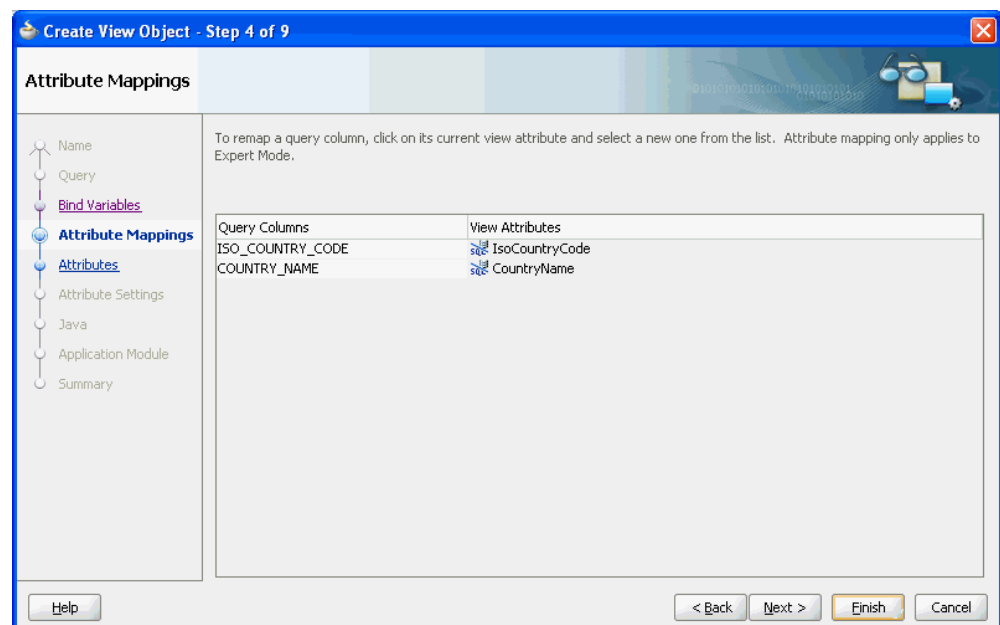 Create View Object - Step 4 of 9
Attribute Mappings
Name
Query
Bind Variables
Attribute Mappings
Attributes
Attribute Settings
Java
Application Module
Summary
To remap a query column, click on its current view attribute and select a new one from the list. Attribute mapping only applies to
Expert Mode.
Query Columns View Attributes
ISO_COUNTRY_CODE IsoCountryCode
COUNTRY_NAME CountryName
Help
< Back Next > Finish Cancel